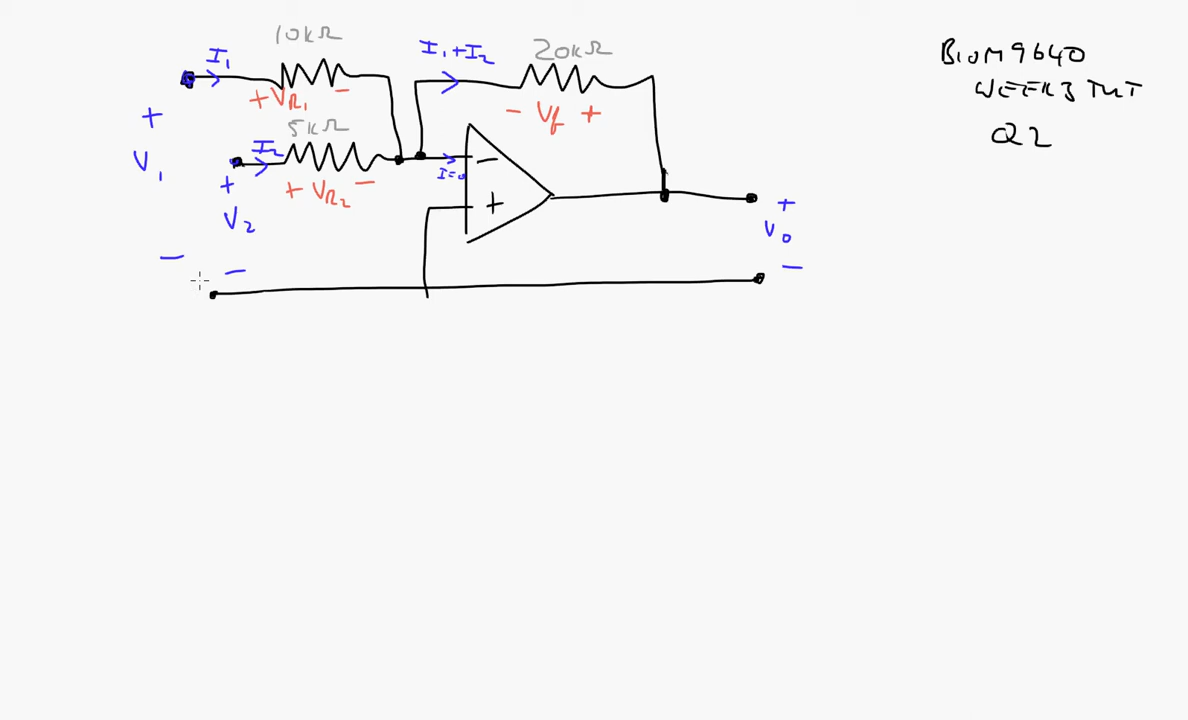 BIOM9640
WEEK 3 TUT
Q2
10kΩ
I1
+ VR1 −
I1+I2
20kΩ
− Vf +
5kΩ
I2
+ VR2 −
I=0
−
+
+
V1
−
+
V2
−
+
Vo
−